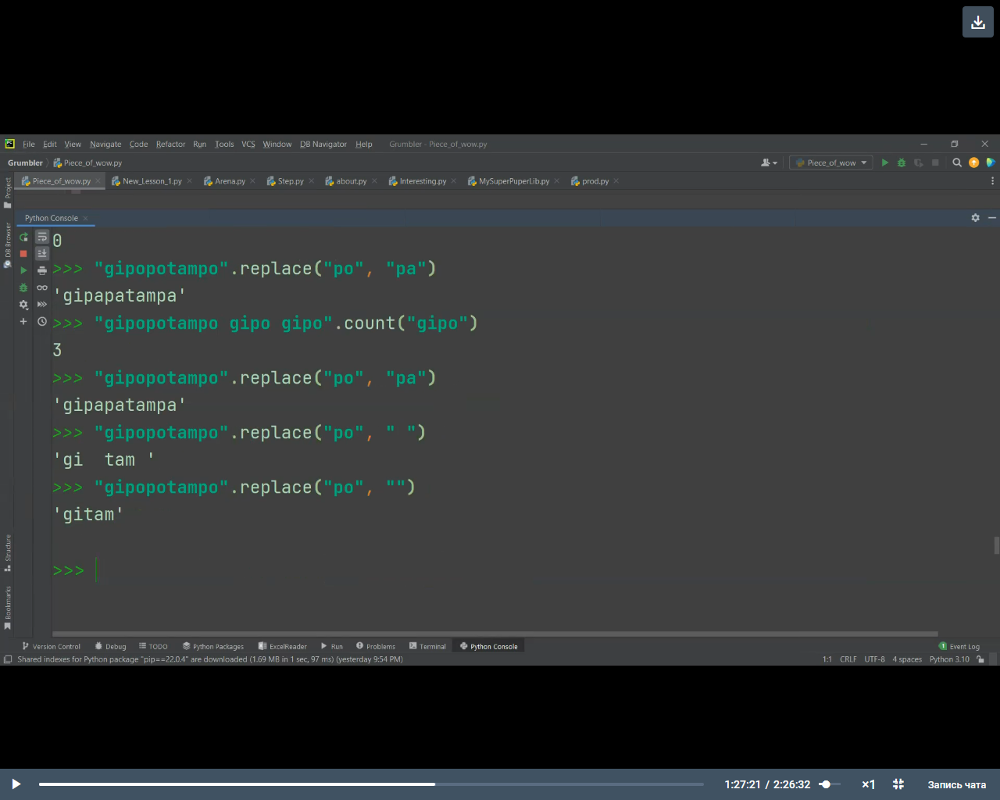 File Edit View Navigate Code Refactor Run Tools VCS Window DB Navigator Help Grumbler - Piece_of_wow.py
Grumbler Piece_of_wow.py Piece_of_wow
Piece_of_wow.py New_Lesson_1.py Arena.py Step.py about.py Interesting.py MySuperPuperLib.py prod.py
Project
DB Browser
Python Console
0
>>> "gipopotampo".replace("po", "pa")
'gipapatampa'
>>> "gipopotampo gipo gipo".count("gipo")
3
>>> "gipopotampo".replace("po", "pa")
'gipapatampa'
>>> "gipopotampo".replace("po", " ")
'gi  tam '
>>> "gipopotampo".replace("po", "")
'gitam'
>>>
Structure
Bookmarks
Version Control Debug TODO Python Packages ExcelReader Run Problems Terminal Python Console 1 Event Log
Shared indexes for Python package "pip==22.0.4" are downloaded (1.69 MB in 1 sec, 97 ms) (yesterday 9:54 PM) 1:1 CRLF UTF-8 4 spaces Python 3.10
1:27:21 / 2:26:32 ×1 Запись чата